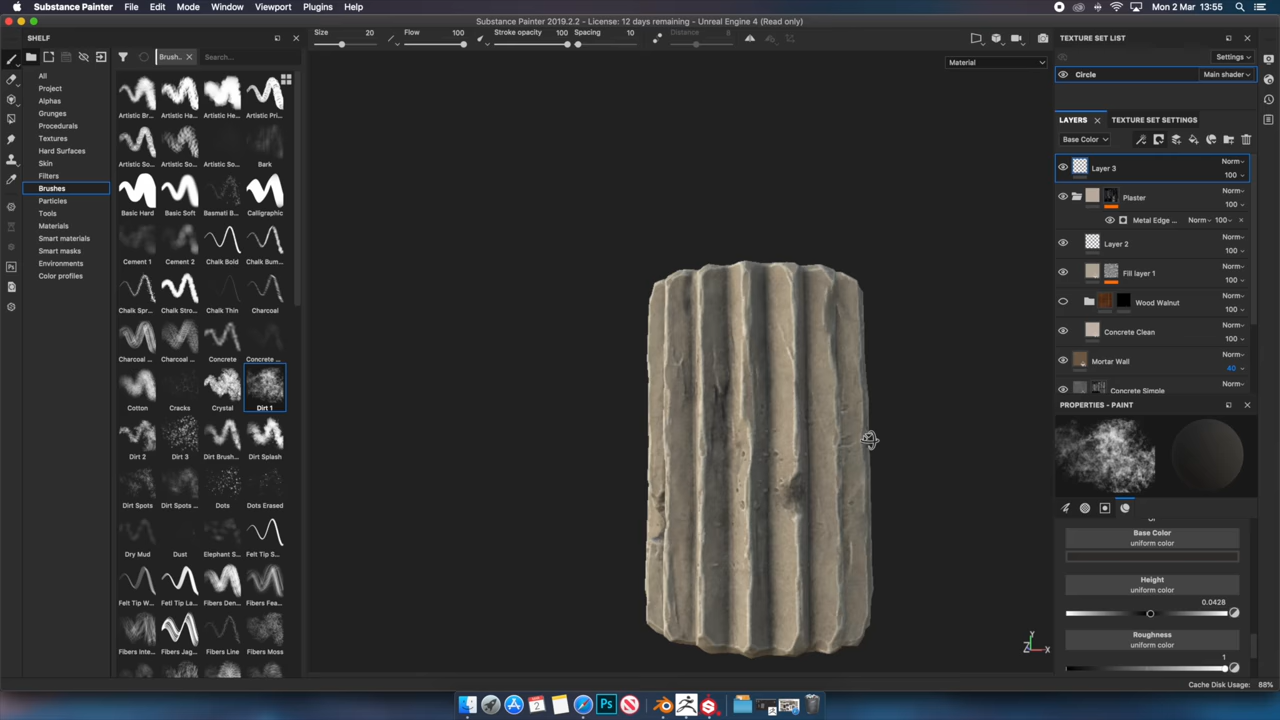 Substance Painter File Edit Mode Window Viewport Plugins Help Mon 2 Mar 13:55
Substance Painter 2019.2.2 - License: 12 days remaining - Unreal Engine 4 (Read only)
SHELF
Size 20 Flow 100 Stroke opacity 100 Spacing 10 Distance 8
TEXTURE SET LIST
Brush.. Search...
Material
Settings
All
Project
Alphas
Grunges
Procedurals
Textures
Hard Surfaces
Skin
Filters
Brushes
Particles
Tools
Materials
Smart materials
Smart masks
Environments
Color profiles
Artistic Br... Artistic Ha... Artistic He... Artistic Pri...
Artistic So... Artistic So... Artistic So... Bark
Basic Hard Basic Soft Basmati B... Calligraphic
Cement 1 Cement 2 Chalk Bold Chalk Bum...
Chalk Spr... Chalk Stro... Chalk Thin Charcoal
Charcoal ... Charcoal ... Concrete Concrete ...
Cotton Cracks Crystal Dirt 1
Dirt 2 Dirt 3 Dirt Brush... Dirt Splash
Dirt Spots Dirt Spots ... Dots Dots Erased
Dry Mud Dust Elephant S... Felt Tip S...
Felt Tip W... Fetl Tip La... Fibers Den... Fibers Fea...
Fibers Inte... Fibers Jag... Fibers Line Fibers Moss
Circle Main shader
LAYERS TEXTURE SET SETTINGS
Base Color
Layer 3 Norm 100
Plaster Norm 100
Metal Edge ... Norm 100
Layer 2 Norm 100
Fill layer 1 Norm 100
Wood Walnut Norm 100
Concrete Clean Norm 100
Mortar Wall Norm 40
Concrete Simple Norm
PROPERTIES - PAINT
Base Color
uniform color
Height
uniform color
0.0428
Roughness
uniform color
1
Y
Z X
Cache Disk Usage: 88%
Ps
2
Ps